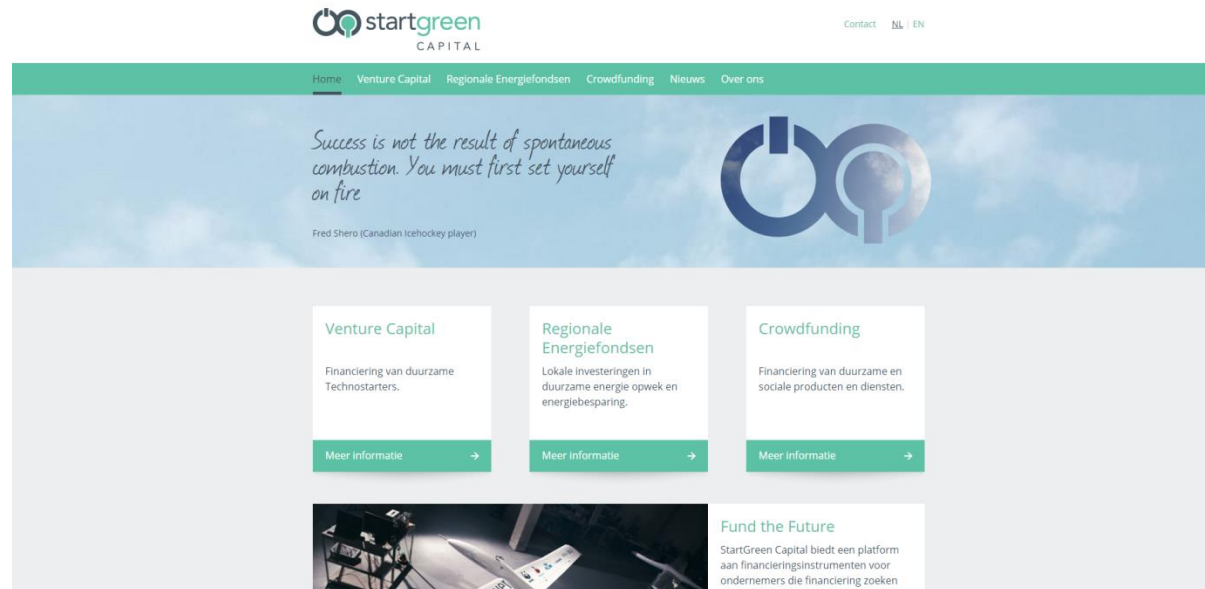 startgreen
CAPITAL
Contact NL | EN
Home Venture Capital Regionale Energiefondsen Crowdfunding Nieuws Over ons
Success is not the result of spontaneous
combustion. You must first set yourself
on fire
Fred Shero (Canadian Icehockey player)
Venture Capital
Financiering van duurzame
Technostarters.
Meer informatie
Regionale
Energiefondsen
Lokale investeringen in
duurzame energie opwek en
energiebesparing.
Meer informatie
Crowdfunding
Financiering van duurzame en
sociale producten en diensten.
Meer informatie
Fund the Future
StartGreen Capital biedt een platform
aan financieringsinstrumenten voor
ondernemers die financiering zoeken